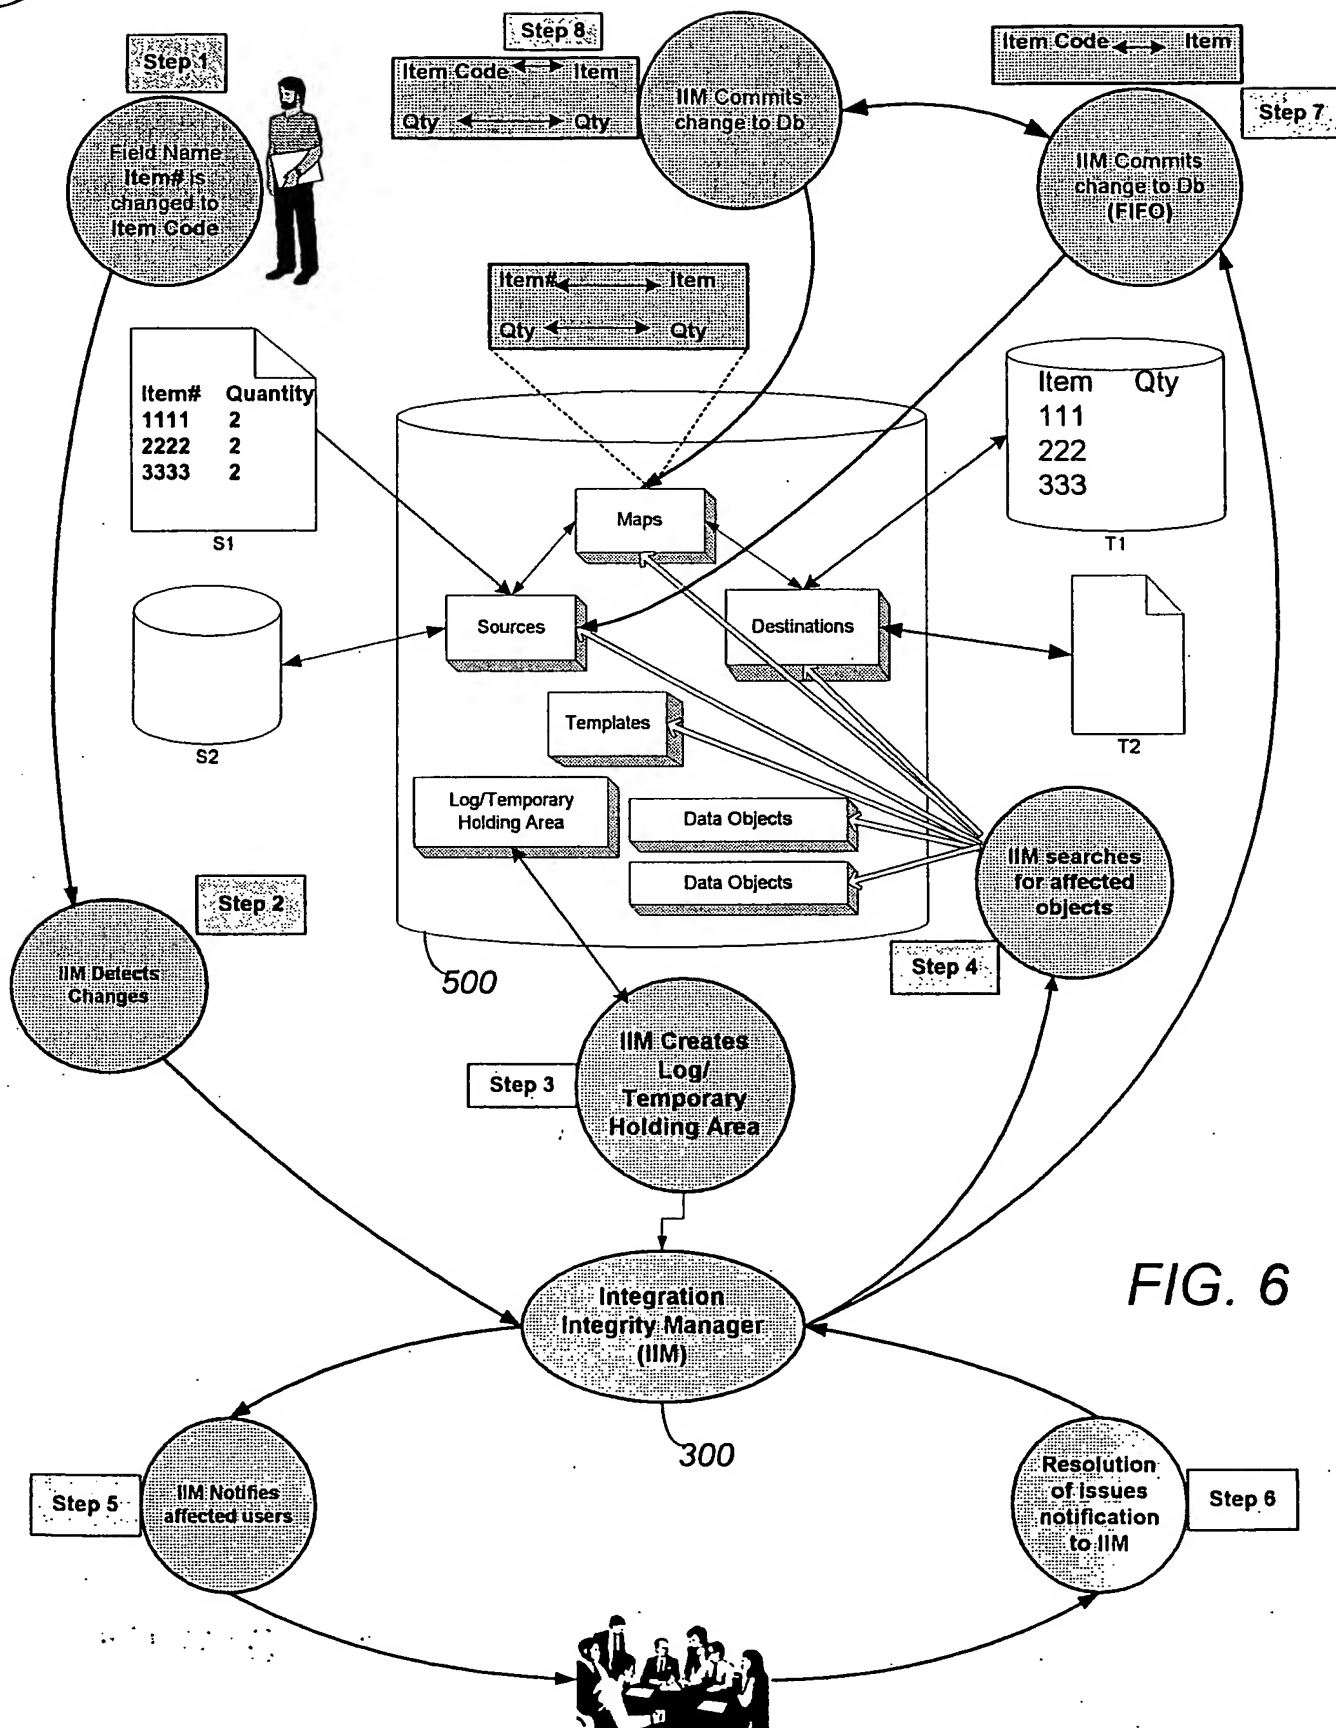 Step 1
Field Name
Item# is
changed to
Item Code
Step 8
Item Code Item
Qty Qty
IIM Commits
change to Db
Item Code Item
Step 7
IIM Commits
change to Db
(FIFO)
Item# Item
Qty Qty
Item# Quantity
1111 2
2222 2
3333 2
S1
Item Qty
111
222
333
T1
Maps
Sources
Destinations
S2
T2
Templates
Log/Temporary
Holding Area
Data Objects
Data Objects
IIM searches
for affected
objects
Step 4
Step 2
IIM Detects
Changes
500
Step 3
IIM Creates
Log/
Temporary
Holding Area
Integration
Integrity Manager
(IIM)
300
FIG. 6
Step 5
IIM Notifies
affected users
Resolution
of issues
notification
to IIM
Step 6